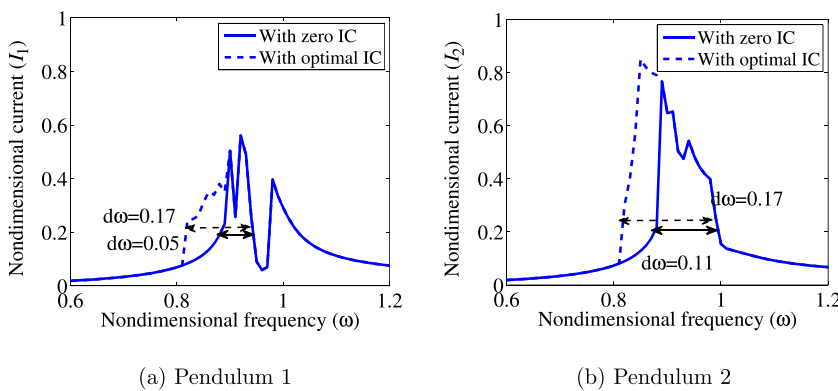 With zero IC
With optimal IC
Nondimensional current (I1)
1
0.8
0.6
0.4
0.2
0
dω=0.17
dω=0.05
0.6 0.8 1 1.2
Nondimensional frequency (ω)
(a) Pendulum 1
With zero IC
With optimal IC
Nondimensional current (I2)
1
0.8
0.6
0.4
0.2
0
dω=0.17
dω=0.11
0.6 0.8 1 1.2
Nondimensional frequency (ω)
(b) Pendulum 2